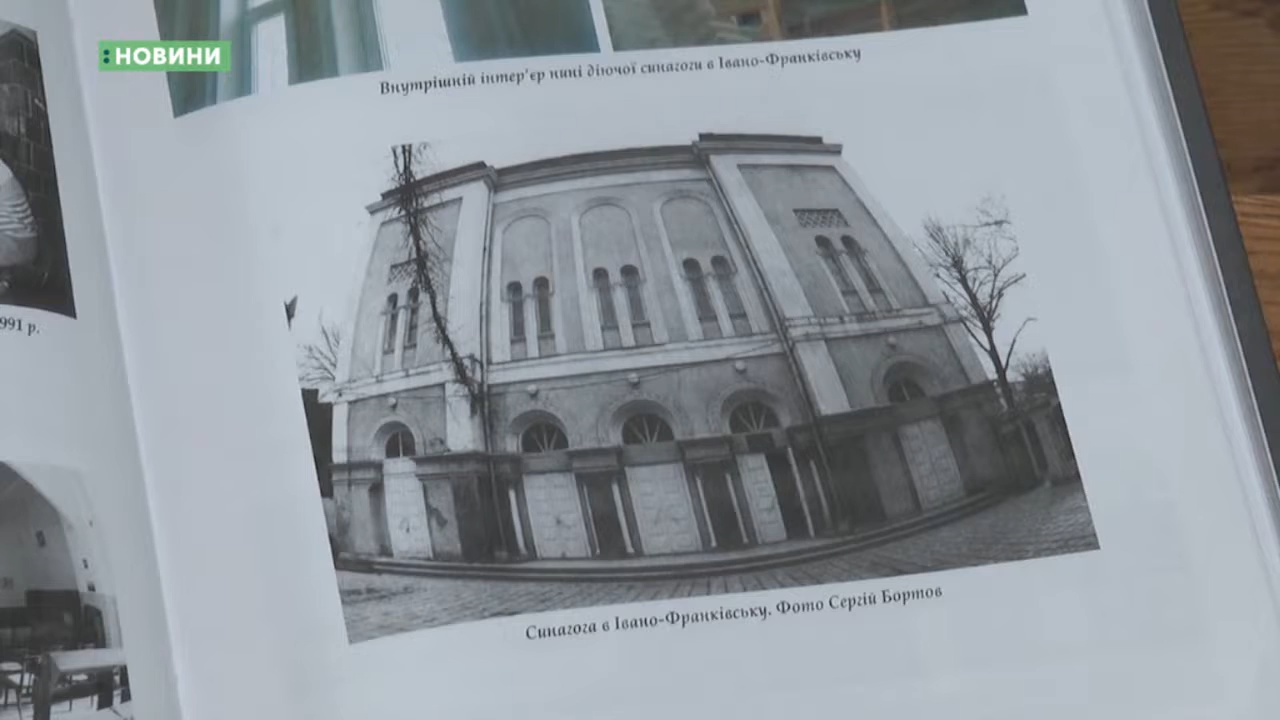 :НОВИНИ
Внутрішній інтер'єр нині діючої синагоги в Івано-Франківську
991 р.
Синагога в Івано-Франківську. Фото Сергій Бортов